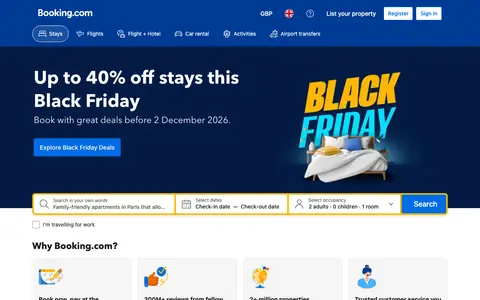 Booking.com
GBP
List your property
Register
Sign in
Stays
Flights
Flight + Hotel
Car rental
Activities
Airport transfers
Up to 40% off stays this
Black Friday
Book with great deals before 2 December 2026.
Explore Black Friday Deals
BLACK
FRIDAY
Search in your own words
Family-friendly apartments in Paris that allo...
Select dates
Check-in date — Check-out date
Select occupancy
2 adults · 0 children · 1 room
Search
I'm travelling for work
Why Booking.com?
Book now, pay at the
300M+ reviews from fellow
2+ million properties
Trusted customer service you